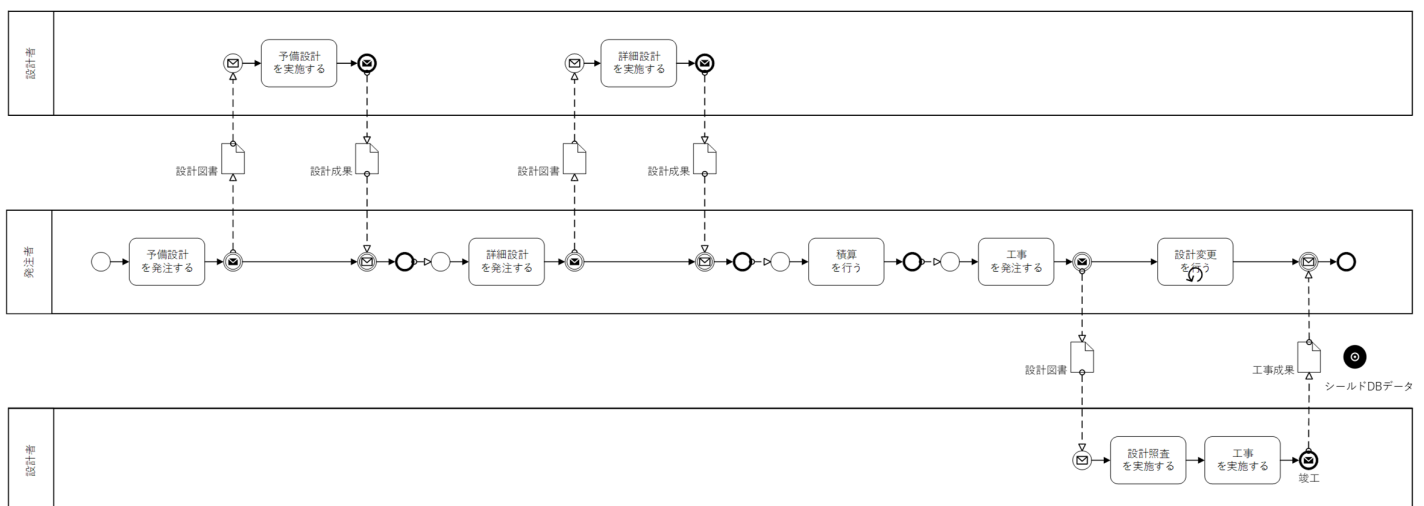 設計者
予備設計
を実施する
詳細設計
を実施する
設計図書
設計成果
設計図書
設計成果
発注者
予備設計
を発注する
詳細設計
を発注する
積算
を行う
工事
を発注する
設計変更
を行う
設計図書
工事成果
シールドDBデータ
設計者
設計照査
を実施する
工事
を実施する
竣工